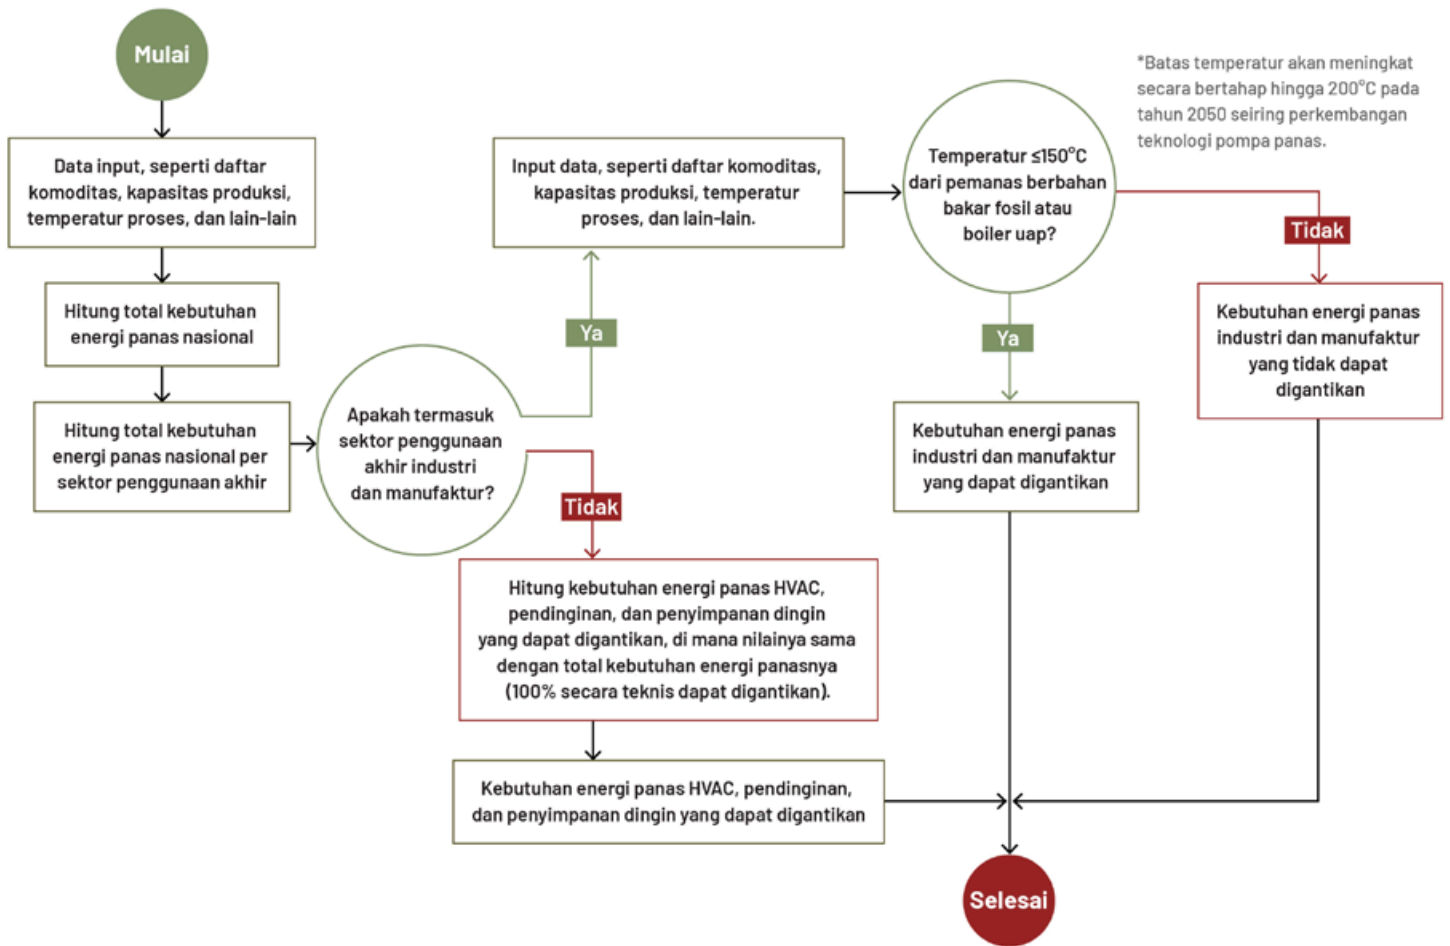 Mulai
Data input, seperti daftar
komoditas, kapasitas produksi,
temperatur proses, dan lain-lain
Hitung total kebutuhan
energi panas nasional
Hitung total kebutuhan
energi panas nasional per
sektor penggunaan akhir
Apakah termasuk
sektor penggunaan
akhir industri
dan manufaktur?
Ya
Input data, seperti daftar komoditas,
kapasitas produksi, temperatur
proses, dan lain-lain.
Temperatur ≤150°C
dari pemanas berbahan
bakar fosil atau
boiler uap?
*Batas temperatur akan meningkat
secara bertahap hingga 200°C pada
tahun 2050 seiring perkembangan
teknologi pompa panas.
Tidak
Kebutuhan energi panas
industri dan manufaktur
yang tidak dapat
digantikan
Ya
Kebutuhan energi panas
industri dan manufaktur
yang dapat digantikan
Tidak
Hitung kebutuhan energi panas HVAC,
pendinginan, dan penyimpanan dingin
yang dapat digantikan, di mana nilainya sama
dengan total kebutuhan energi panasnya
(100% secara teknis dapat digantikan).
Kebutuhan energi panas HVAC, pendinginan,
dan penyimpanan dingin yang dapat digantikan
Selesai